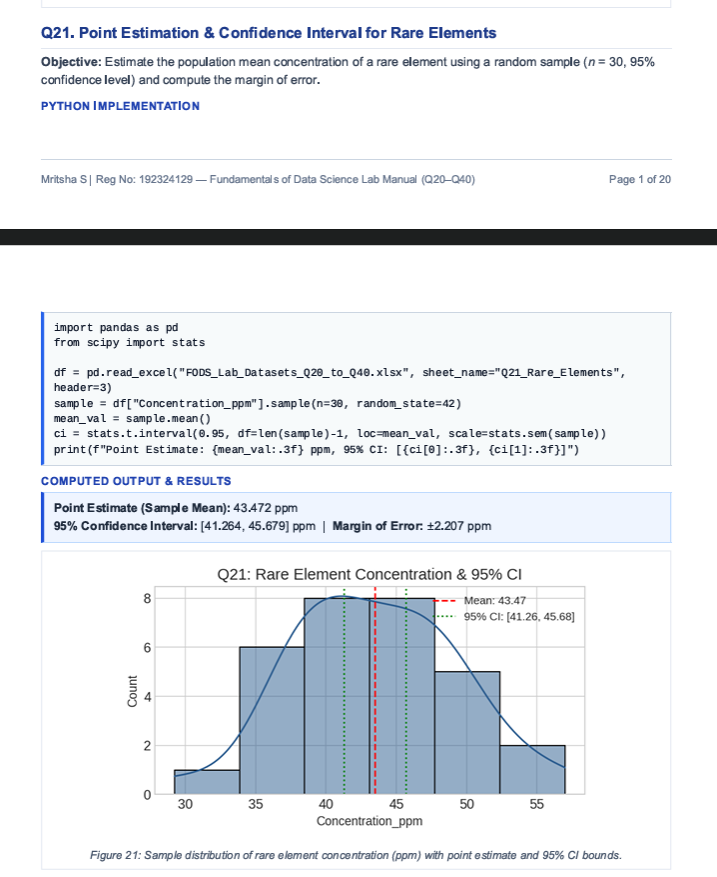 Q21. Point Estimation & Confidence Interval for Rare Elements
Objective: Estimate the population mean concentration of a rare element using a random sample (n = 30, 95%
confidence level) and compute the margin of error.
PYTHON IMPLEMENTATION
Mritsha S | Reg No: 192324129 — Fundamentals of Data Science Lab Manual (Q20–Q40)
Page 1 of 20
import pandas as pd
from scipy import stats
df = pd.read_excel("FODS_Lab_Datasets_Q20_to_Q40.xlsx", sheet_name="Q21_Rare_Elements",
header=3)
sample = df["Concentration_ppm"].sample(n=30, random_state=42)
mean_val = sample.mean()
ci = stats.t.interval(0.95, df=len(sample)-1, loc=mean_val, scale=stats.sem(sample))
print(f"Point Estimate: {mean_val:.3f} ppm, 95% CI: [{ci[0]:.3f}, {ci[1]:.3f}]")
COMPUTED OUTPUT & RESULTS
Point Estimate (Sample Mean): 43.472 ppm
95% Confidence Interval: [41.264, 45.679] ppm | Margin of Error: ±2.207 ppm
Q21: Rare Element Concentration & 95% CI
Mean: 43.47
95% CI: [41.26, 45.68]
Count
8
6
4
2
0
30 35 40 45 50 55
Concentration_ppm
Figure 21: Sample distribution of rare element concentration (ppm) with point estimate and 95% CI bounds.